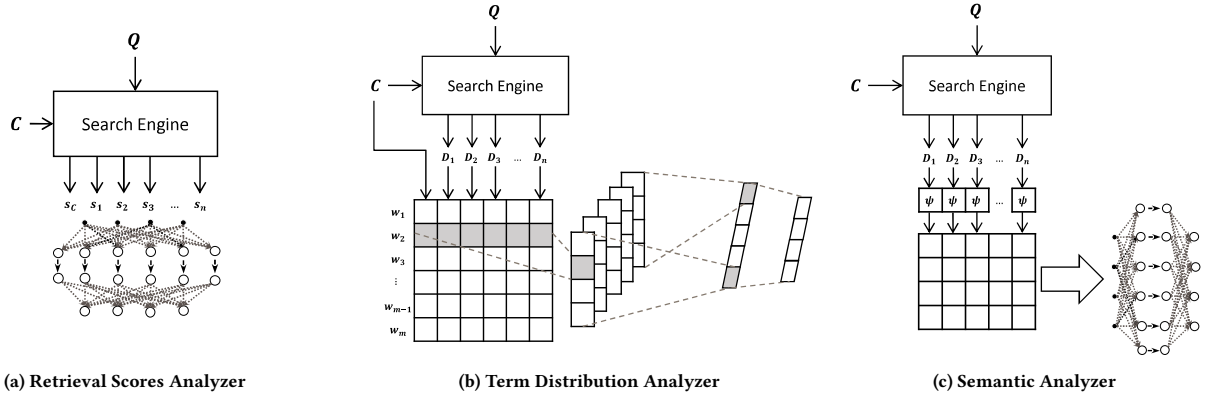 Q
C
Search Engine
s_C s_1 s_2 s_3 ... s_n
(a) Retrieval Scores Analyzer
Q
C
Search Engine
D_1 D_2 D_3 ... D_n
w_1
w_2
w_3
⋮
w_{m-1}
w_m
(b) Term Distribution Analyzer
Q
C
Search Engine
D_1 D_2 D_3 ... D_n
ψ ψ ψ ... ψ
(c) Semantic Analyzer